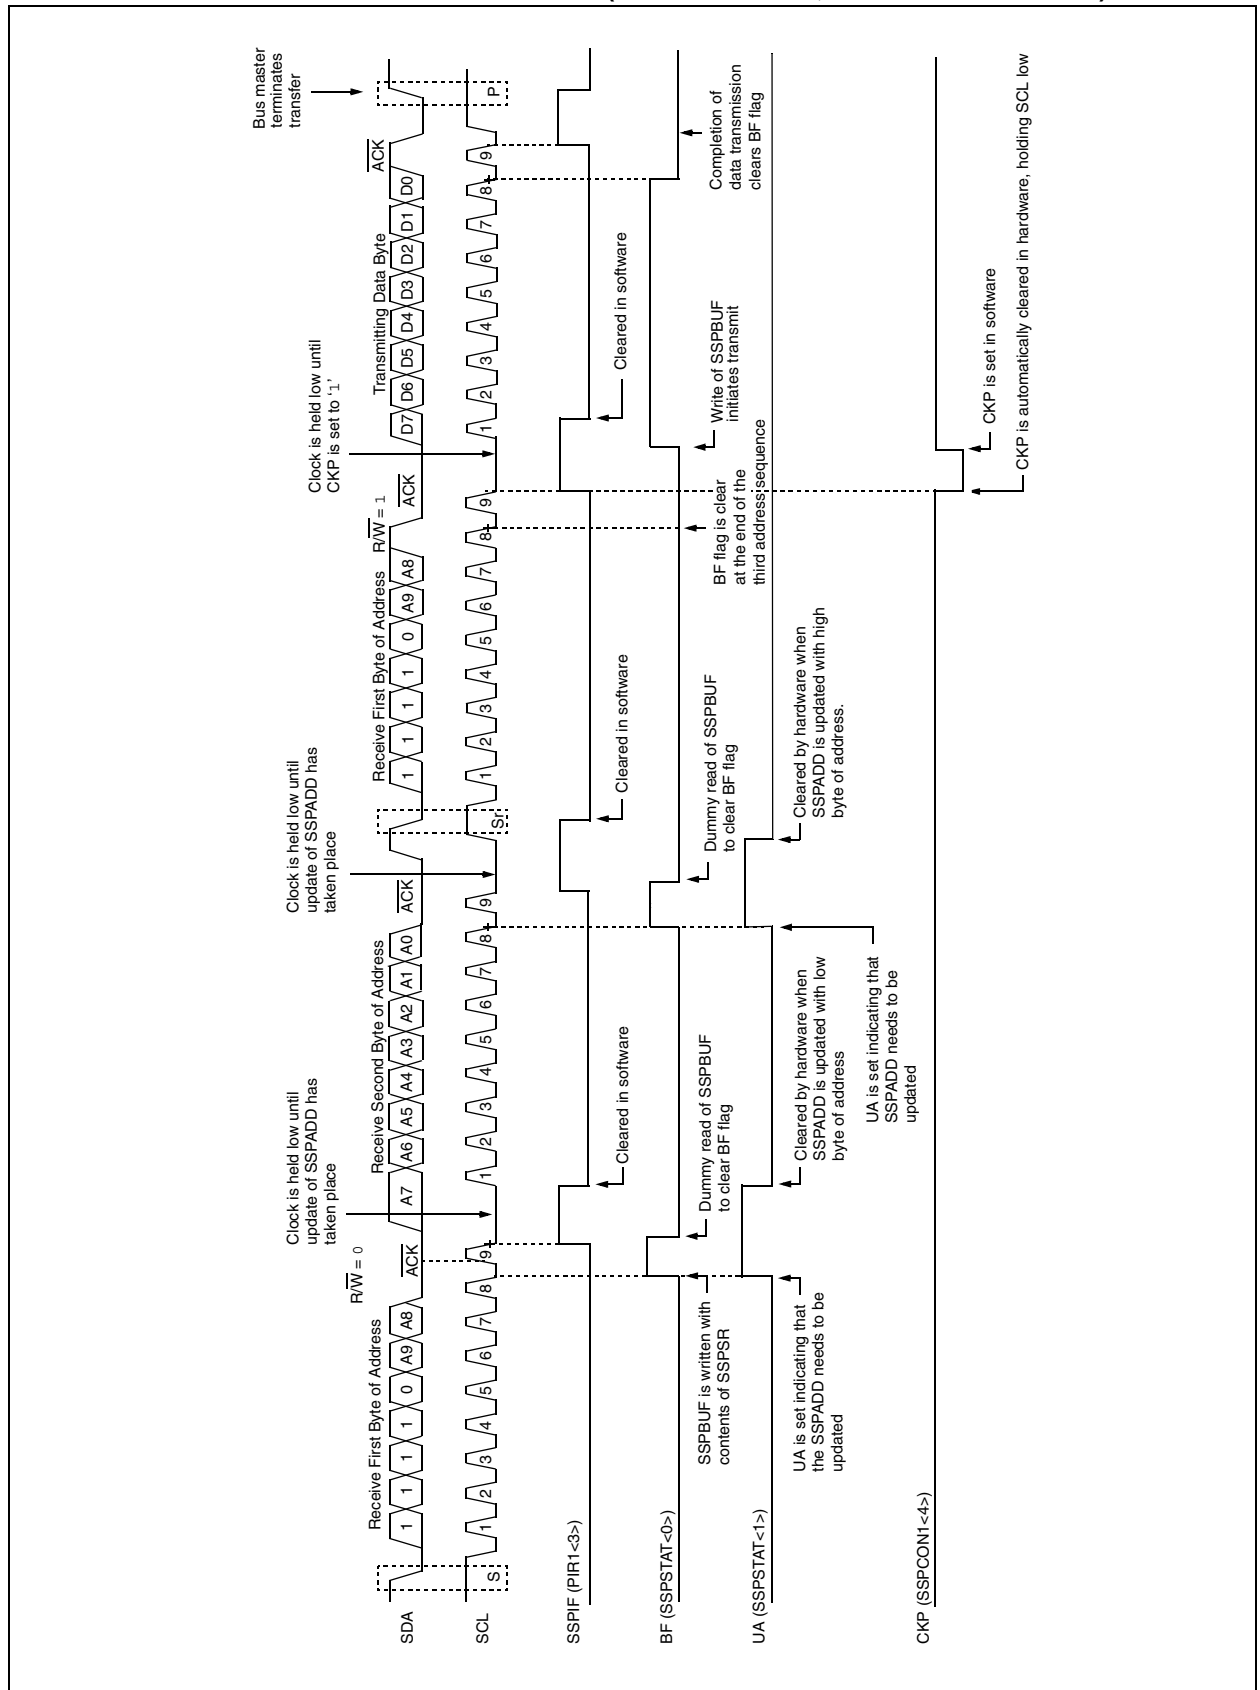 Bus master
terminates
transfer
Clock is held low until
CKP is set to '1'
Clock is held low until
update of SSPADD has
taken place
Clock is held low until
update of SSPADD has
taken place
Receive First Byte of Address
R/W = 0
Receive Second Byte of Address
Receive First Byte of Address
R/W = 1
Transmitting Data Byte
SDA
1 1 1 1 0 A9 A8 ACK A7 A6 A5 A4 A3 A2 A1 A0 ACK 1 1 1 1 0 A9 A8 ACK D7 D6 D5 D4 D3 D2 D1 D0 ACK
SCL
S 1 2 3 4 5 6 7 8 9 1 2 3 4 5 6 7 8 9 Sr 1 2 3 4 5 6 7 8 9 1 2 3 4 5 6 7 8 9 P
SSPIF (PIR1<3>)
Cleared in software
Cleared in software
Cleared in software
BF (SSPSTAT<0>)
SSPBUF is written with
contents of SSPSR
Dummy read of SSPBUF
to clear BF flag
Dummy read of SSPBUF
to clear BF flag
BF flag is clear
at the end of the
third address sequence
Write of SSPBUF
initiates transmit
Completion of
data transmission
clears BF flag
UA (SSPSTAT<1>)
UA is set indicating that
the SSPADD needs to be
updated
Cleared by hardware when
SSPADD is updated with low
byte of address
UA is set indicating that
SSPADD needs to be
updated
Cleared by hardware when
SSPADD is updated with high
byte of address.
CKP (SSPCON1<4>)
CKP is set in software
CKP is automatically cleared in hardware, holding SCL low